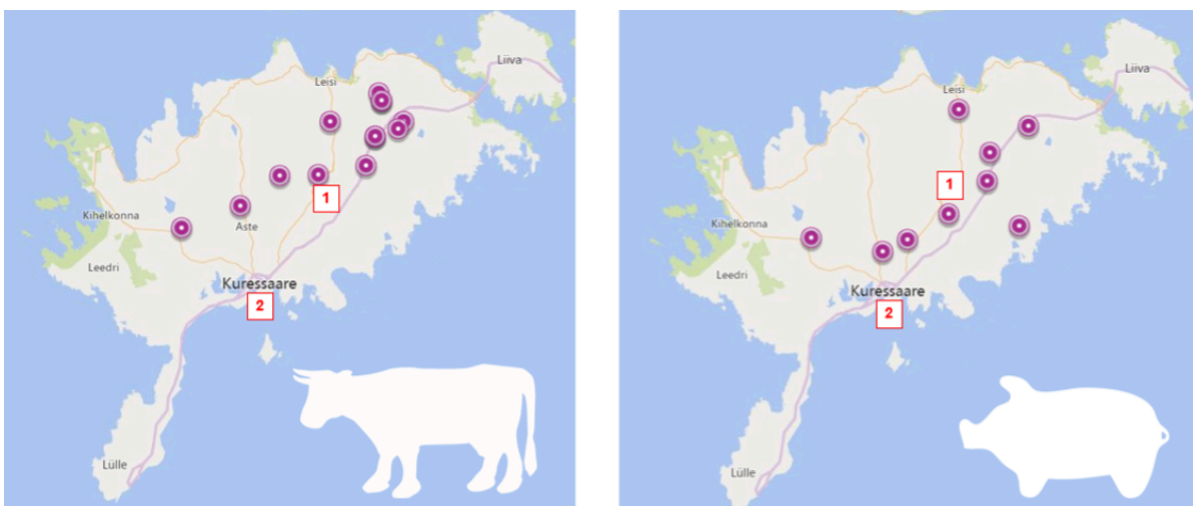 Liiva
Leisi
1
Kihelkonna
Aste
Leedri
Kuressaare
2
Lülle
Liiva
Leisi
1
Kihelkonna
Leedri
Kuressaare
2
Lülle